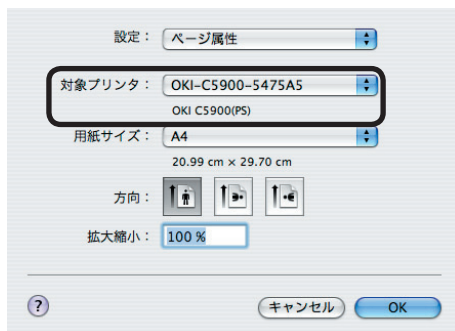 設定： ページ属性
対象プリンタ： OKI-C5900-5475A5
OKI C5900(PS)
用紙サイズ： A4
20.99 cm × 29.70 cm
方向：
拡大縮小： 100 %
? キャンセル OK